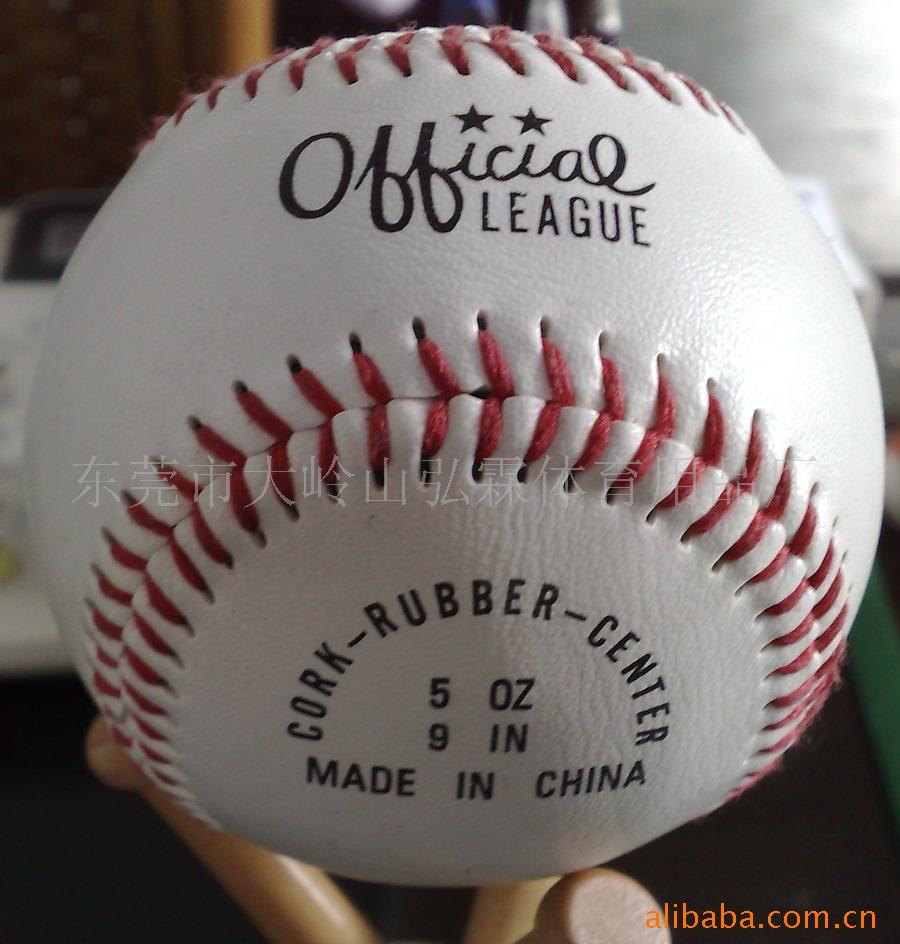 Official
LEAGUE
东莞市大岭山弘霖体育用品厂
CORK-RUBBER-CENTER
5 OZ
9 IN
MADE IN CHINA
alibaba.com.cn